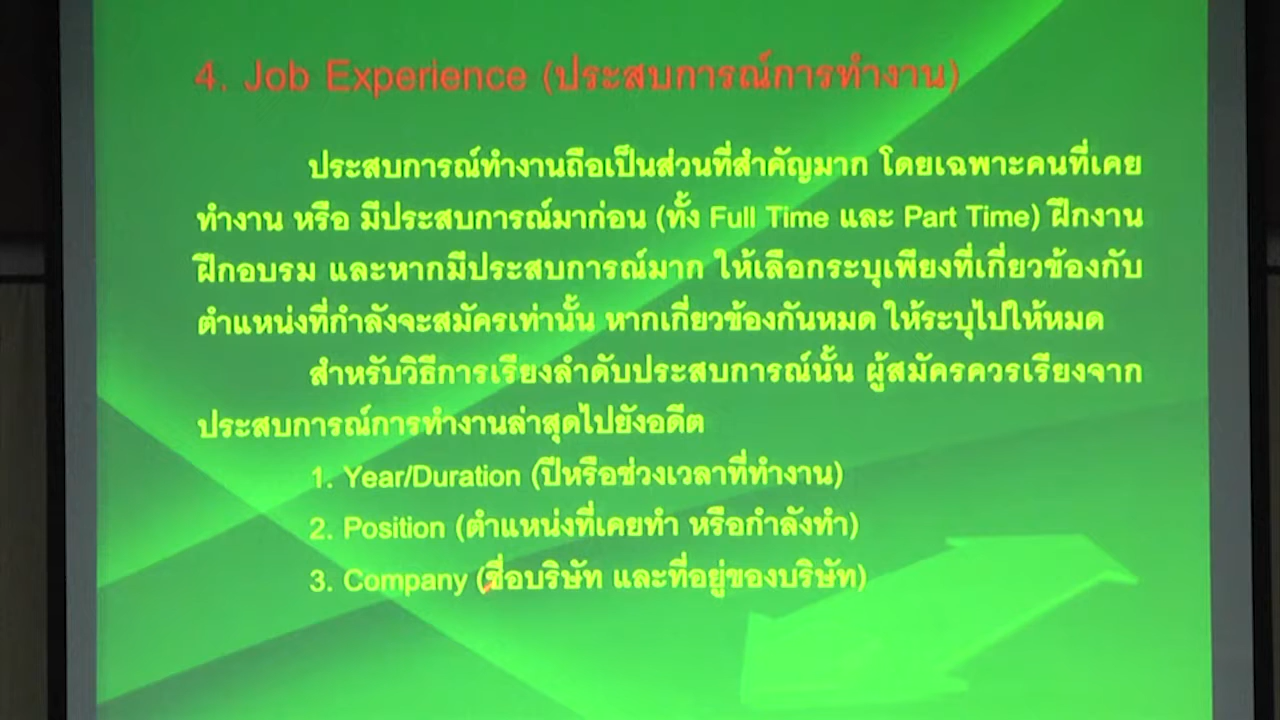 4. Job Experience (ประสบการณ์การทำงาน)
ประสบการณ์ทำงานถือเป็นส่วนที่สำคัญมาก โดยเฉพาะคนที่เคย
ทำงาน หรือ มีประสบการณ์มาก่อน (ทั้ง Full Time และ Part Time) ฝึกงาน
ฝึกอบรม และหากมีประสบการณ์มาก ให้เลือกระบุเพียงที่เกี่ยวข้องกับ
ตำแหน่งที่กำลังจะสมัครเท่านั้น หากเกี่ยวข้องกันหมด ให้ระบุไปให้หมด
สำหรับวิธีการเรียงลำดับประสบการณ์นั้น ผู้สมัครควรเรียงจาก
ประสบการณ์การทำงานล่าสุดไปยังอดีต
1. Year/Duration (ปีหรือช่วงเวลาที่ทำงาน)
2. Position (ตำแหน่งที่เคยทำ หรือกำลังทำ)
3. Company (ชื่อบริษัท และที่อยู่ของบริษัท)